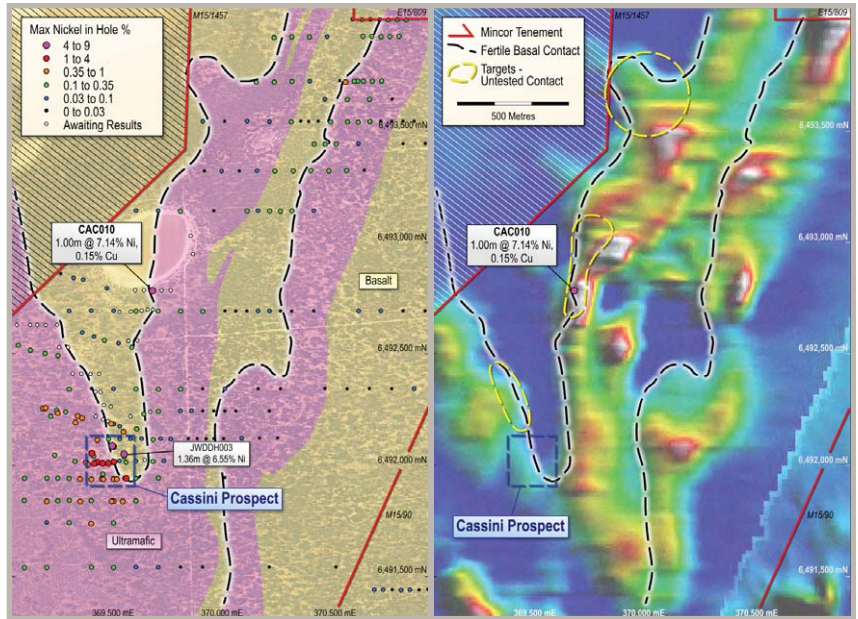 Max Nickel in Hole %
4 to 9
1 to 4
0.35 to 1
0.1 to 0.35
0.03 to 0.1
0 to 0.03
Awaiting Results
M15/1457
E15/809
6,493,500 mN
CAC010
1.00m @ 7.14% Ni,
0.15% Cu
6,493,000 mN
Basalt
6,492,500 mN
JWDDH003
1.36m @ 6.55% Ni
6,492,000 mN
Cassini Prospect
M15/90
Ultramafic
6,491,500 mN
369,500 mE
370,000 mE
370,500 mE
M15/1457
E15/809
Mincor Tenement
Fertile Basal Contact
Targets -
Untested Contact
500 Metres
6,493,500 mN
CAC010
1.00m @ 7.14% Ni,
0.15% Cu
6,493,000 mN
6,492,500 mN
6,492,000 mN
Cassini Prospect
M15/90
6,491,500 mN
369,500 mE
370,000 mE
370,500 mE